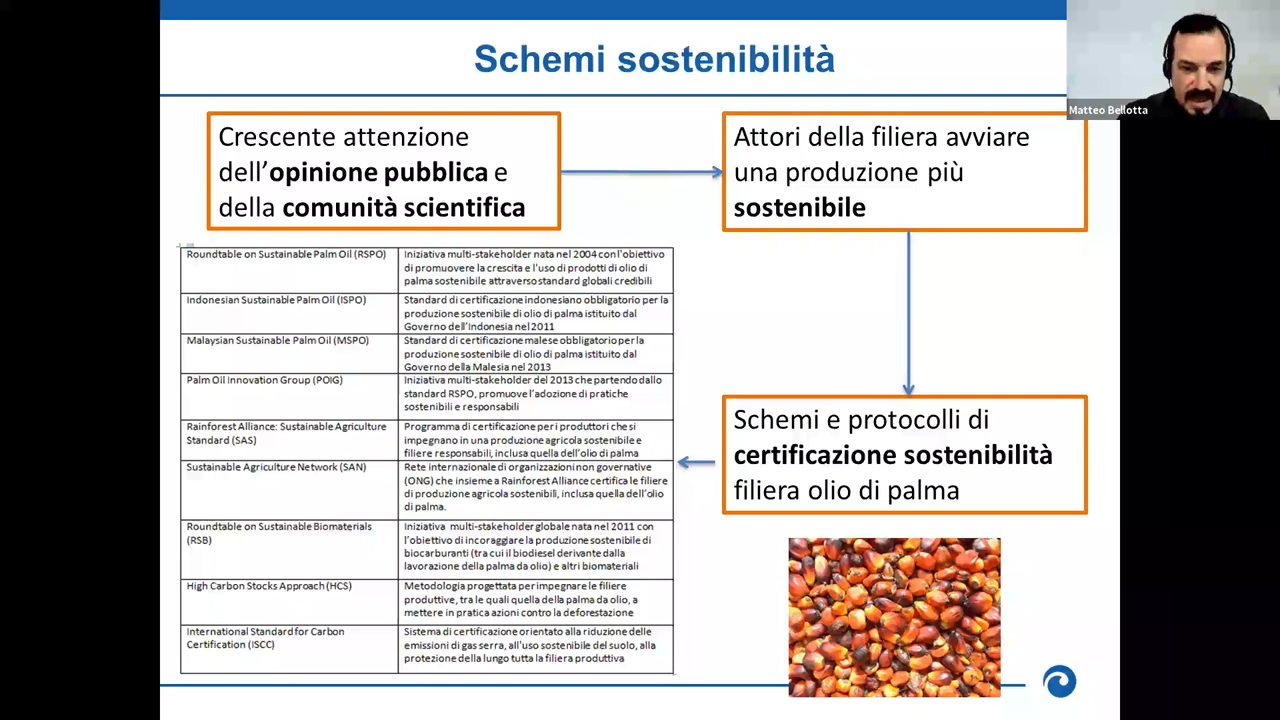 Schemi sostenibilità
Matteo Bellotta
Crescente attenzione
dell’opinione pubblica e
della comunità scientifica
Attori della filiera avviare
una produzione più
sostenibile
Schemi e protocolli di
certificazione sostenibilità
filiera olio di palma
Roundtable on Sustainable Palm Oil (RSPO)
Iniziativa multi-stakeholder nata nel 2004 con l'obiettivo
di promuovere la crescita e l'uso di prodotti di olio di
palma sostenibile attraverso standard globali credibili
Indonesian Sustainable Palm Oil (ISPO)
Standard di certificazione indonesiano obbligatorio per la
produzione sostenibile di olio di palma istituito dal
Governo dell’Indonesia nel 2011
Malaysian Sustainable Palm Oil (MSPO)
Standard di certificazione malese obbligatorio per la
produzione sostenibile di olio di palma istituito dal
Governo della Malesia nel 2013
Palm Oil Innovation Group (POIG)
Iniziativa multi-stakeholder del 2013 che partendo dallo
standard RSPO, promuove l’adozione di pratiche
sostenibili e responsabili
Rainforest Alliance: Sustainable Agriculture
Standard (SAS)
Programma di certificazione per i produttori che si
impegnano in una produzione agricola sostenibile e
filiere responsabili, inclusa quella dell’olio di palma
Sustainable Agriculture Network (SAN)
Rete internazionale di organizzazioni non governative
(ONG) che insieme a Rainforest Alliance certifica le filiere
di produzione agricola sostenibili, inclusa quella dell’olio
di palma.
Roundtable on Sustainable Biomaterials
(RSB)
Iniziativa multi-stakeholder globale nata nel 2011 con
l’obiettivo di incoraggiare la produzione sostenibile di
biocarburanti (tra cui il biodiesel derivante dalla
lavorazione della palma da olio) e altri biomateriali
High Carbon Stocks Approach (HCS)
Metodologia progettata per impegnare le filiere
produttive, tra le quali quella della palma da olio, a
mettere in pratica azioni contro la deforestazione
International Standard for Carbon
Certification (ISCC)
Sistema di certificazione orientato alla riduzione delle
emissioni di gas serra, all'uso sostenibile del suolo, alla
protezione della lungo tutta la filiera produttiva